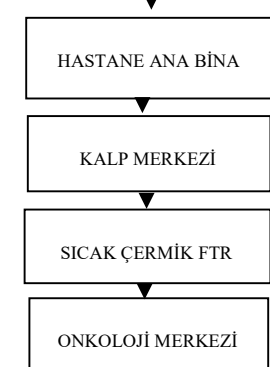 HASTANE ANA BİNA
KALP MERKEZİ
SICAK ÇERMİK FTR
ONKOLOJİ MERKEZİ